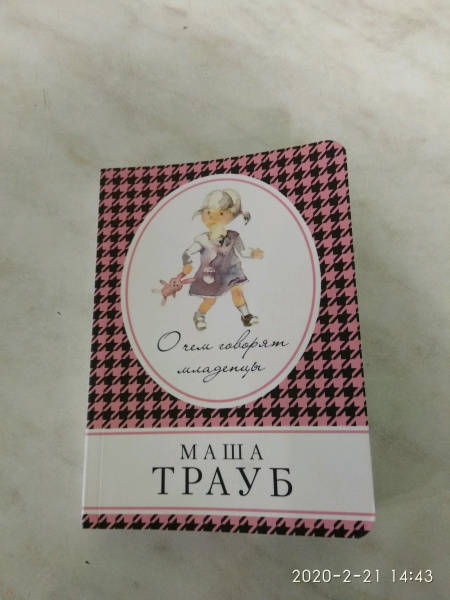 О чем говорят
младенцы
МАША
ТРАУБ
2020-2-21 14:43